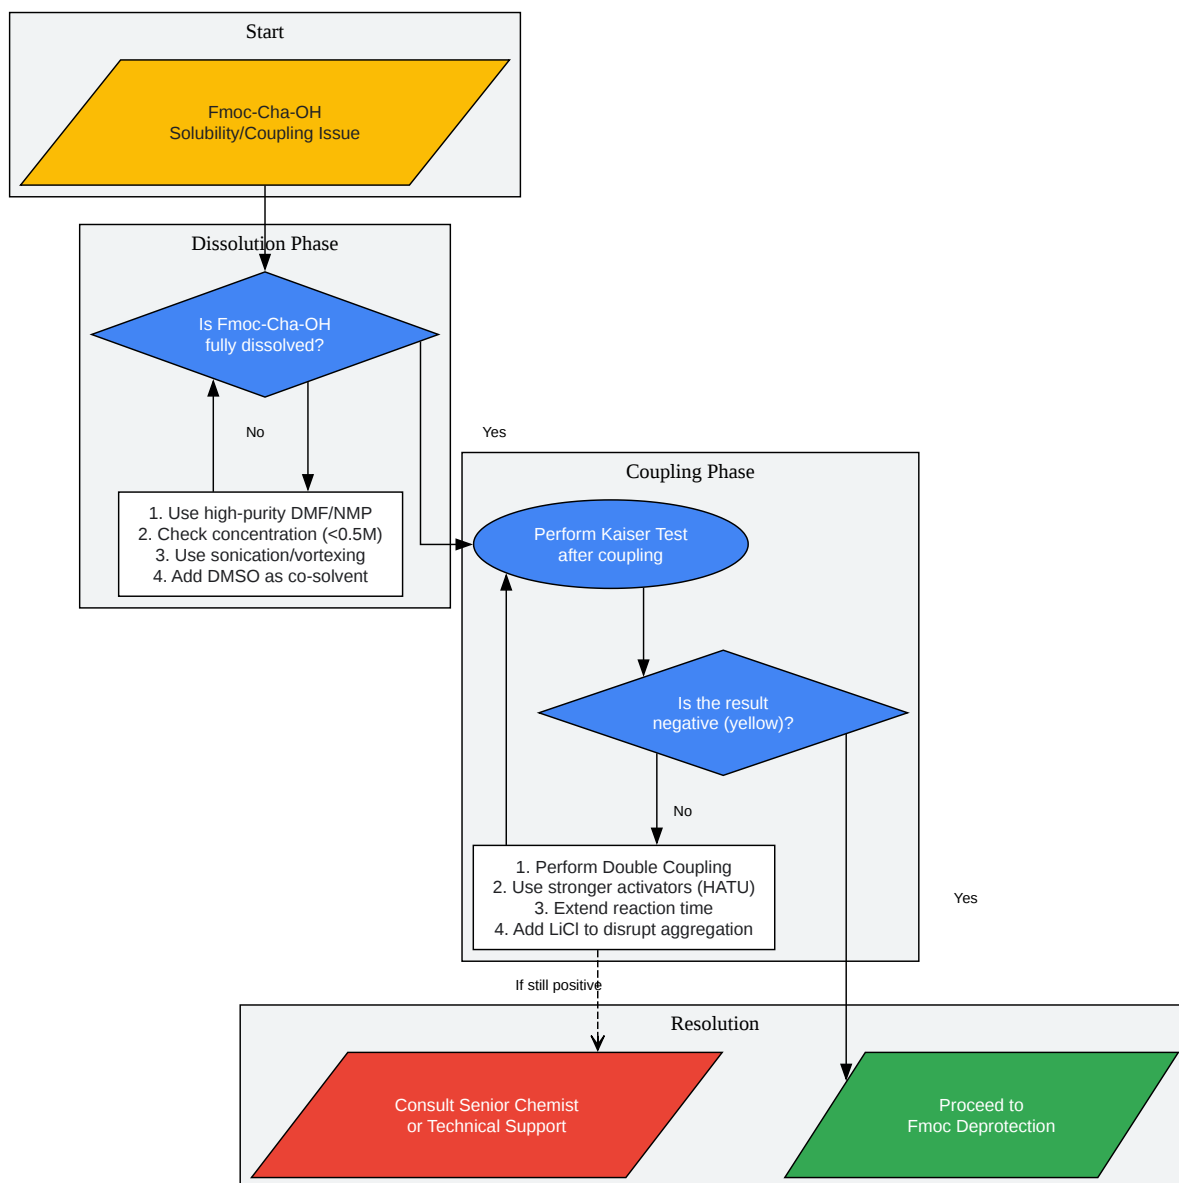 Start
Fmoc-Cha-OH
Solubility/Coupling Issue
Dissolution Phase
Is Fmoc-Cha-OH
fully dissolved?
No
Yes
1. Use high-purity DMF/NMP
2. Check concentration (<0.5M)
3. Use sonication/vortexing
4. Add DMSO as co-solvent
Coupling Phase
Perform Kaiser Test
after coupling
Is the result
negative (yellow)?
No
Yes
1. Perform Double Coupling
2. Use stronger activators (HATU)
3. Extend reaction time
4. Add LiCl to disrupt aggregation
If still positive
Resolution
Consult Senior Chemist
or Technical Support
Proceed to
Fmoc Deprotection